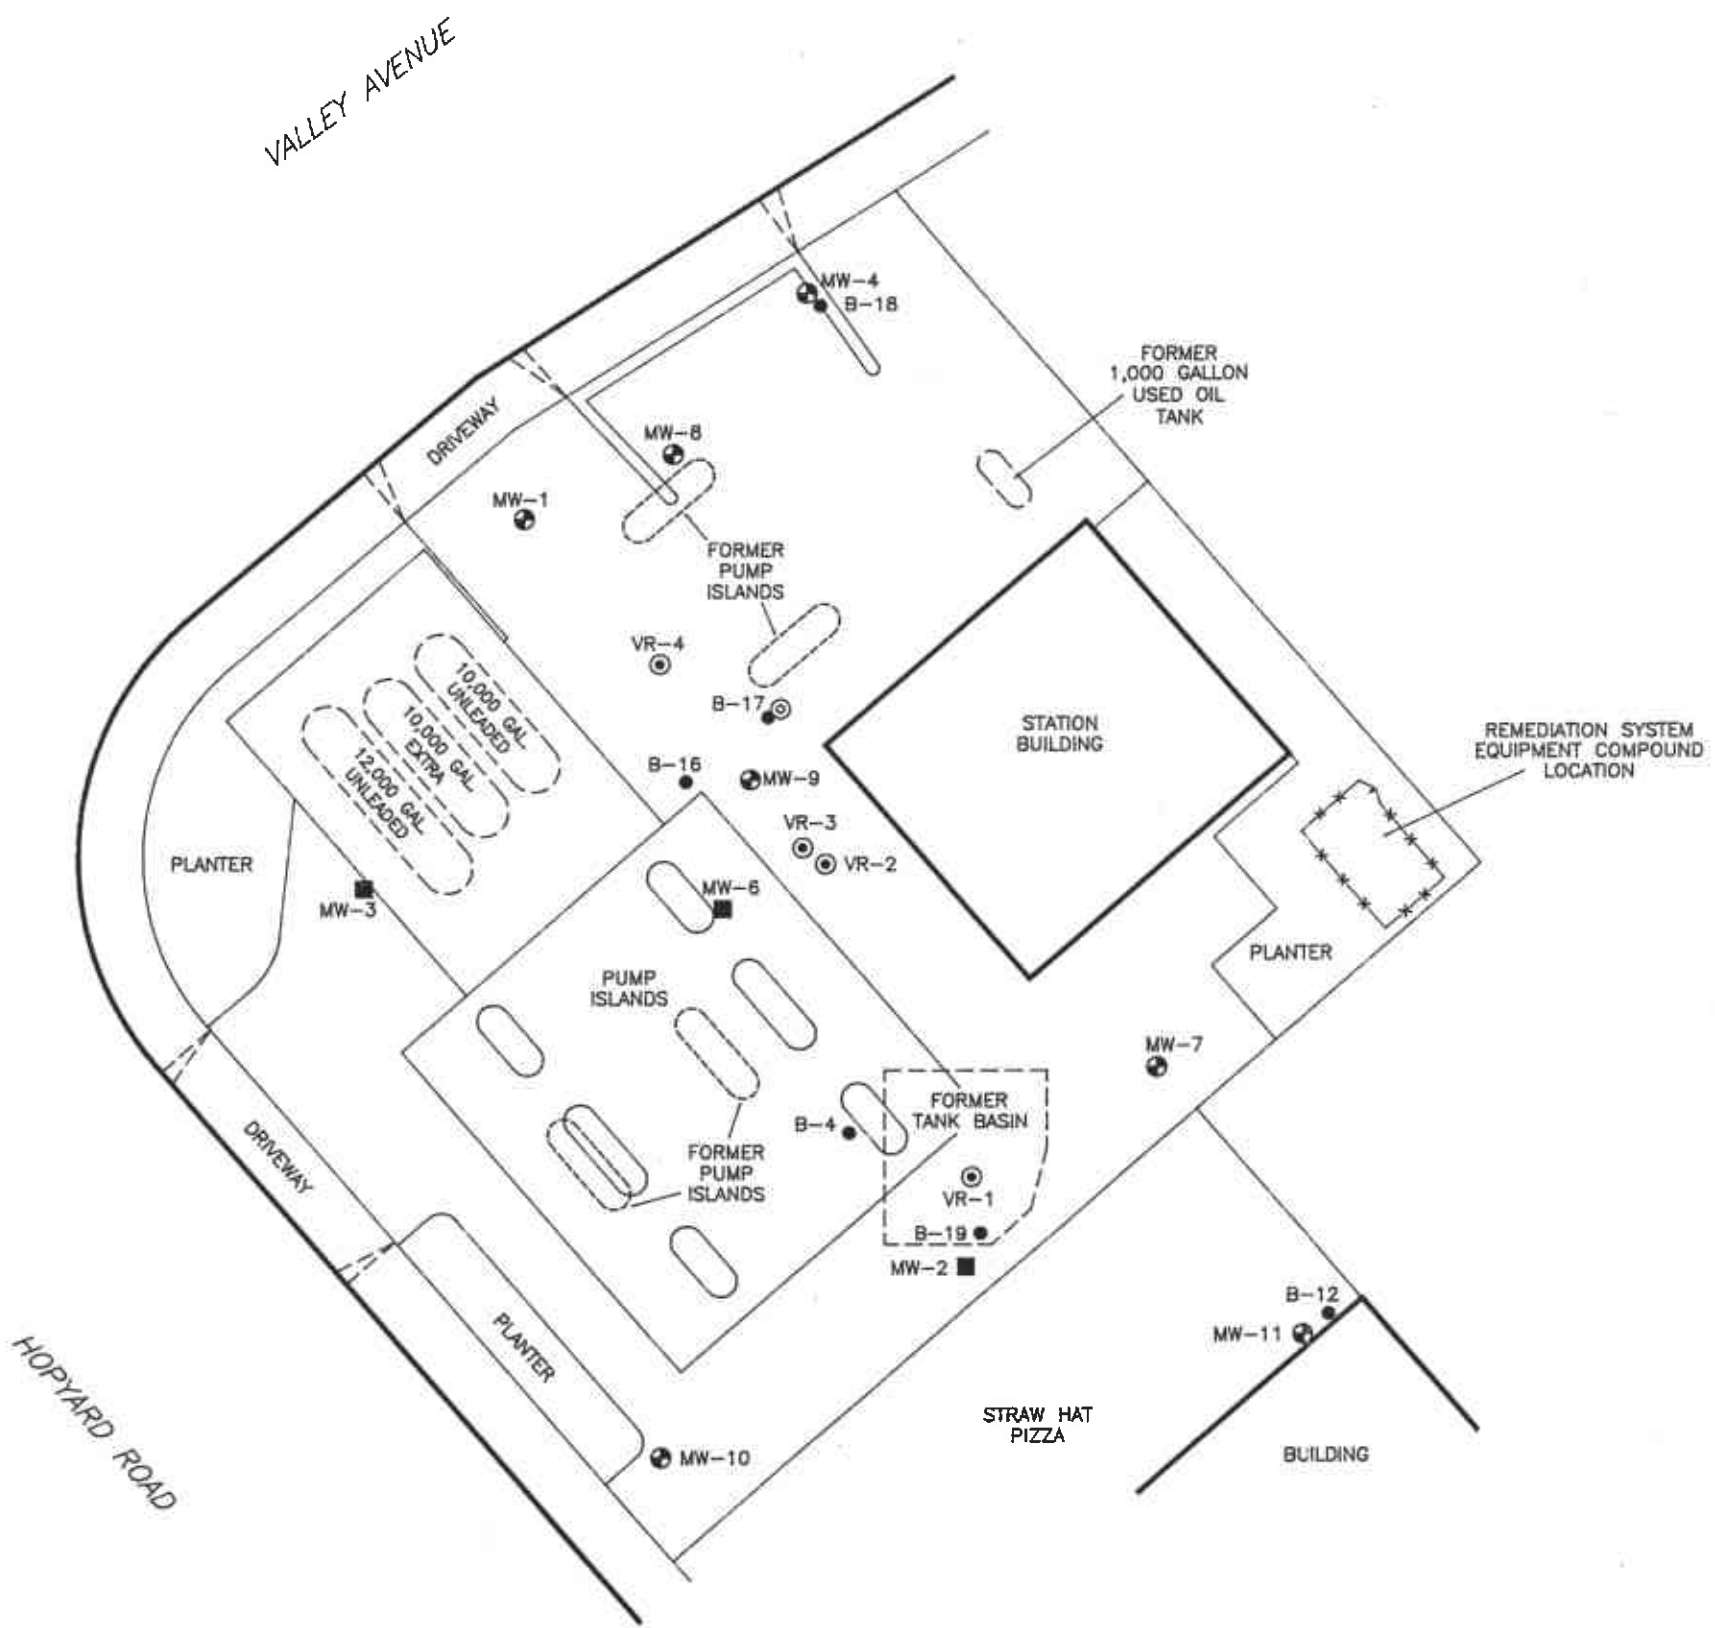 VALLEY AVENUE
MW-4
B-18
FORMER
1,000 GALLON
USED OIL
TANK
DRIVEWAY
MW-8
MW-1
FORMER
PUMP
ISLANDS
VR-4
10,000 GAL.
UNLEADED
10,000 GAL.
EXTRA
12,000 GAL.
UNLEADED
B-17
STATION
BUILDING
REMEDIATION SYSTEM
EQUIPMENT COMPOUND
LOCATION
B-16
MW-9
VR-3
VR-2
PLANTER
MW-3
MW-6
PLANTER
PUMP
ISLANDS
MW-7
FORMER
TANK BASIN
B-4
DRIVEWAY
FORMER
PUMP
ISLANDS
VR-1
B-19
MW-2
B-12
MW-11
PLANTER
HOPYARD ROAD
STRAW HAT
PIZZA
BUILDING
MW-10